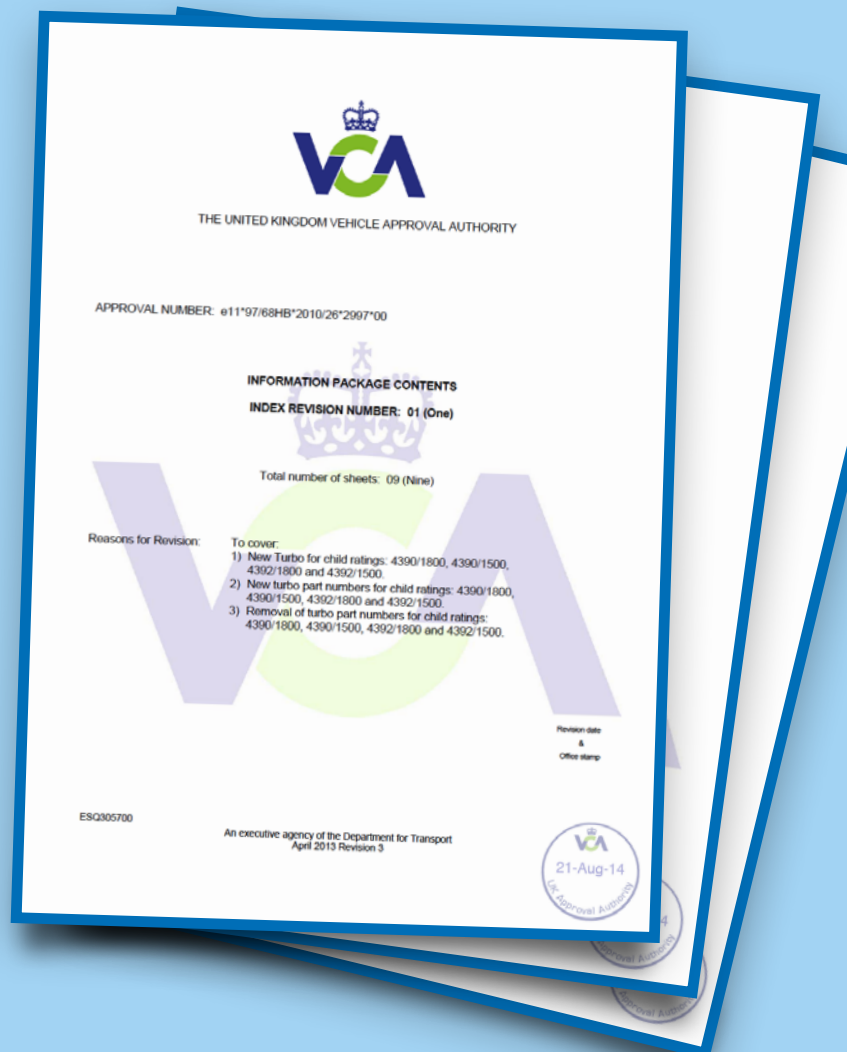 VCA
THE UNITED KINGDOM VEHICLE APPROVAL AUTHORITY
APPROVAL NUMBER: e11*97/68HB*2010/26*2997*00
INFORMATION PACKAGE CONTENTS
INDEX REVISION NUMBER: 01 (One)
Total number of sheets: 09 (Nine)
Reasons for Revision: To cover:
1) New Turbo for child ratings: 4390/1800, 4390/1500,
4392/1800 and 4392/1500.
2) New turbo part numbers for child ratings: 4390/1800,
4390/1500, 4392/1800 and 4392/1500.
3) Removal of turbo part numbers for child ratings:
4390/1800, 4390/1500, 4392/1800 and 4392/1500.
Revision date
&
Office stamp
ESQ305700
An executive agency of the Department for Transport
April 2013 Revision 3
VCA
21-Aug-14
UK Approval Authority
4
Approval Authority
Approval Authority